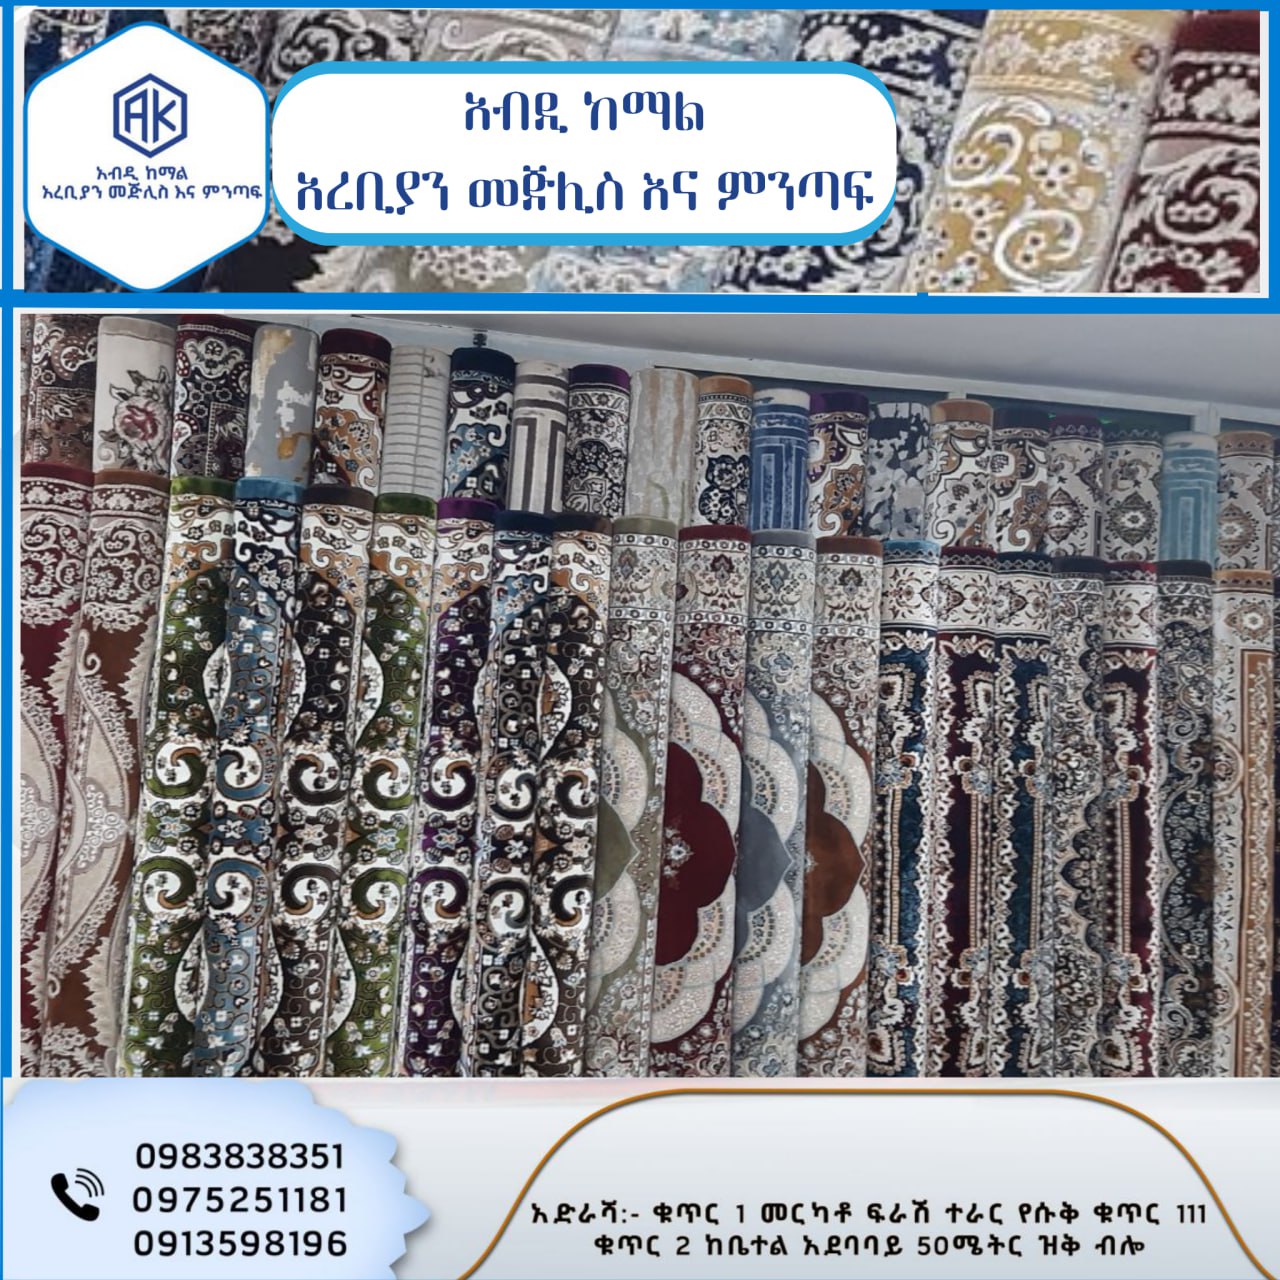 AK
አብዲ ከማል
አረቢያን መጅሊስ እና ምንጣፍ
አብዲ ከማል
አረቢያን መጅሊስ እና ምንጣፍ
0983838351
0975251181
0913598196
አድራሻ:- ቁጥር 1 መርካቶ ፍራሽ ተራር የሱቅ ቁጥር 111
ቁጥር 2 ከቤተል አደባባይ 50ሜትር ዝቅ ብሎ